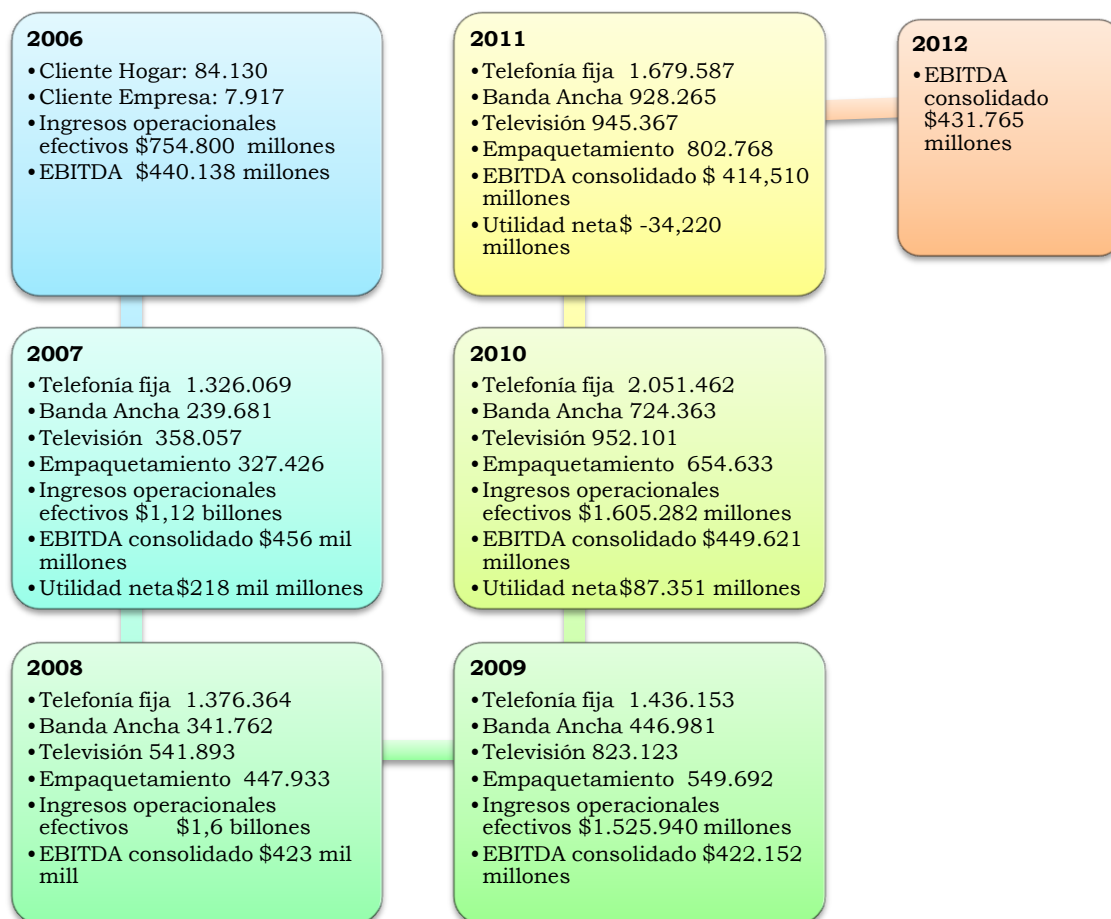 2006
•Cliente Hogar: 84.130
•Cliente Empresa: 7.917
•Ingresos operacionales
efectivos $754.800 millones
•EBITDA $440.138 millones
2007
•Telefonía fija 1.326.069
•Banda Ancha 239.681
•Televisión 358.057
•Empaquetamiento 327.426
•Ingresos operacionales
efectivos $1,12 billones
•EBITDA consolidado $456 mil
millones
•Utilidad neta $218 mil millones
2008
•Telefonía fija 1.376.364
•Banda Ancha 341.762
•Televisión 541.893
•Empaquetamiento 447.933
•Ingresos operacionales
efectivos $1,6 billones
•EBITDA consolidado $423 mil
mill
2009
•Telefonía fija 1.436.153
•Banda Ancha 446.981
•Televisión 823.123
•Empaquetamiento 549.692
•Ingresos operacionales
efectivos $1.525.940 millones
•EBITDA consolidado $422.152
millones
2010
•Telefonía fija 2.051.462
•Banda Ancha 724.363
•Televisión 952.101
•Empaquetamiento 654.633
•Ingresos operacionales
efectivos $1.605.282 millones
•EBITDA consolidado $449.621
millones
•Utilidad neta $87.351 millones
2011
•Telefonía fija 1.679.587
•Banda Ancha 928.265
•Televisión 945.367
•Empaquetamiento 802.768
•EBITDA consolidado $ 414,510
millones
•Utilidad neta $ -34,220
millones
2012
•EBITDA
consolidado
$431.765
millones